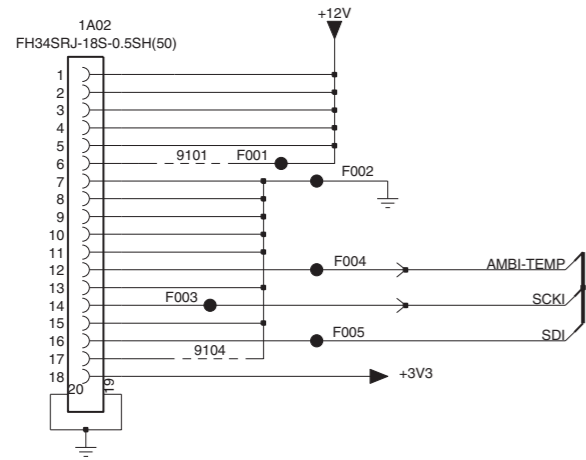 +12V
1A02
FH34SRJ-18S-0.5SH(50)
1
2
3
4
5
6 9101 F001
7 F002
8
9
10
11
12 F004 AMBI-TEMP
13
14 F003 SCKI
15
16 F005 SDI
17 9104
18 +3V3
20 19